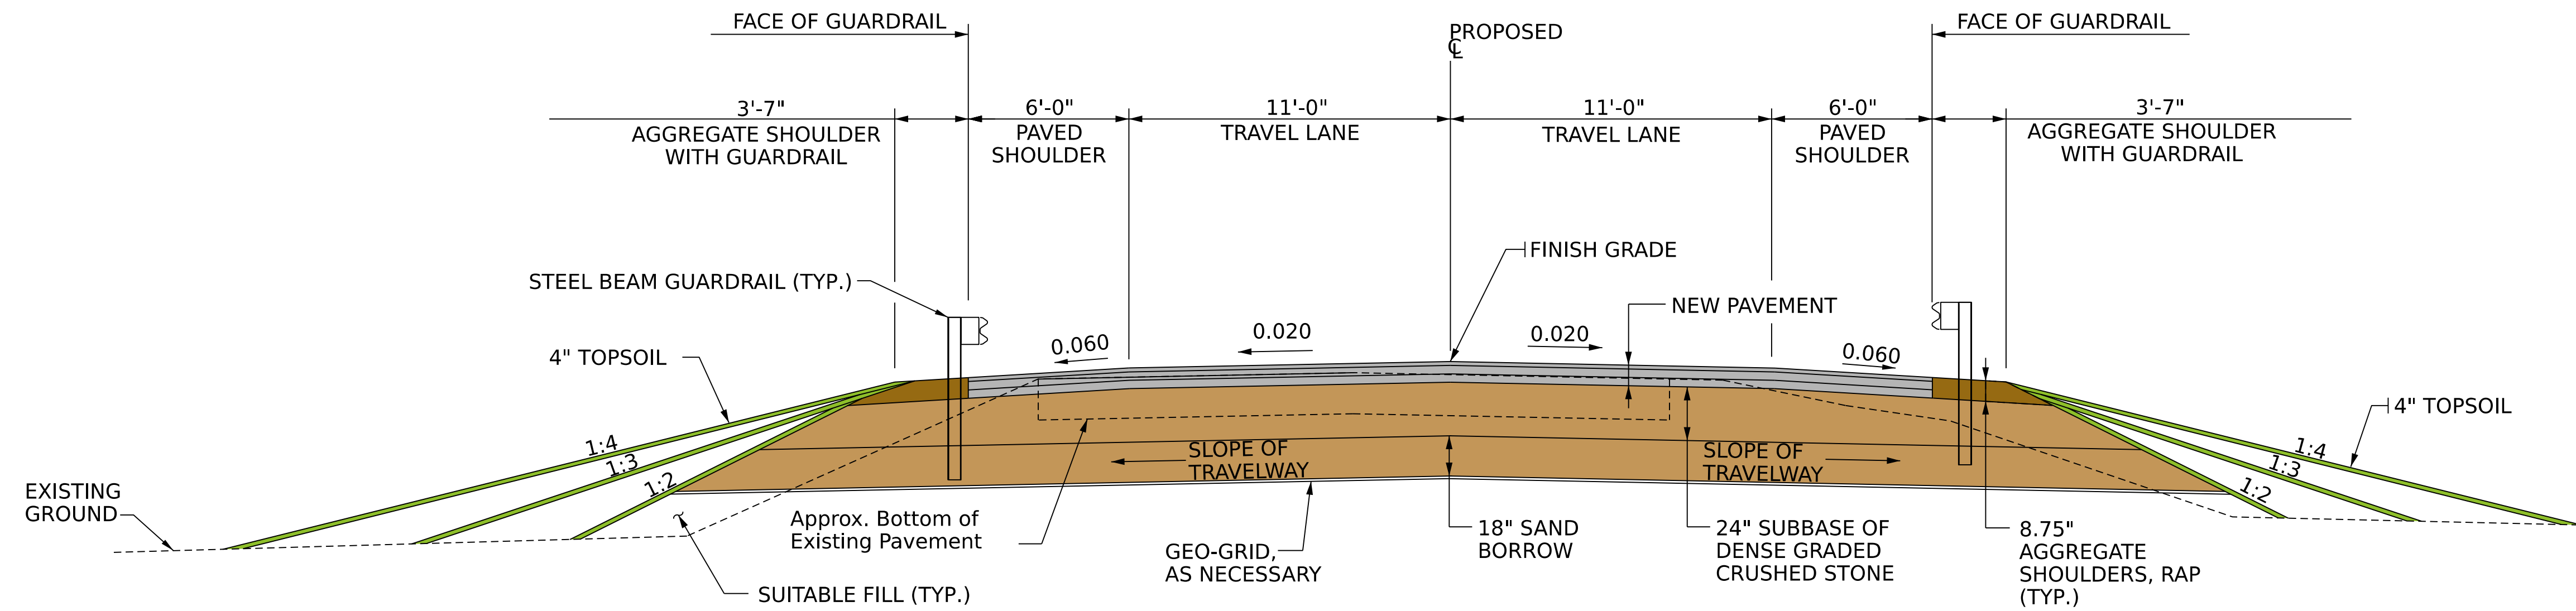 FACE OF GUARDRAIL
PROPOSED
℄
FACE OF GUARDRAIL
3'-7"
AGGREGATE SHOULDER
WITH GUARDRAIL
6'-0"
PAVED
SHOULDER
11'-0"
TRAVEL LANE
11'-0"
TRAVEL LANE
6'-0"
PAVED
SHOULDER
3'-7"
AGGREGATE SHOULDER
WITH GUARDRAIL
FINISH GRADE
STEEL BEAM GUARDRAIL (TYP.)
NEW PAVEMENT
0.060
0.020
0.020
0.060
4" TOPSOIL
4" TOPSOIL
1:4
1:3
1:2
SLOPE OF
TRAVELWAY
SLOPE OF
TRAVELWAY
1:4
1:3
1:2
EXISTING
GROUND
Approx. Bottom of
Existing Pavement
GEO-GRID,
AS NECESSARY
18" SAND
BORROW
24" SUBBASE OF
DENSE GRADED
CRUSHED STONE
8.75"
AGGREGATE
SHOULDERS, RAP
(TYP.)
SUITABLE FILL (TYP.)